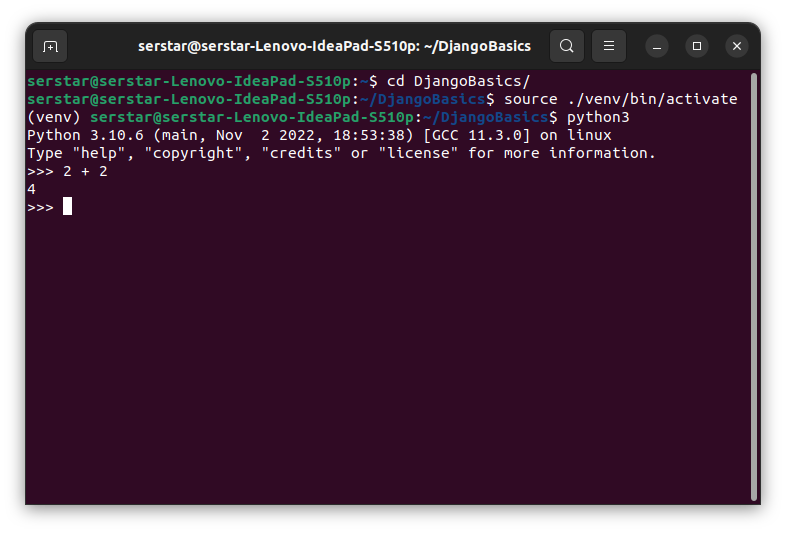 serstar@serstar-Lenovo-IdeaPad-S510p: ~/DjangoBasics
serstar@serstar-Lenovo-IdeaPad-S510p:~$ cd DjangoBasics/
serstar@serstar-Lenovo-IdeaPad-S510p:~/DjangoBasics$ source ./venv/bin/activate
(venv) serstar@serstar-Lenovo-IdeaPad-S510p:~/DjangoBasics$ python3
Python 3.10.6 (main, Nov  2 2022, 18:53:38) [GCC 11.3.0] on linux
Type "help", "copyright", "credits" or "license" for more information.
>>> 2 + 2
4
>>>